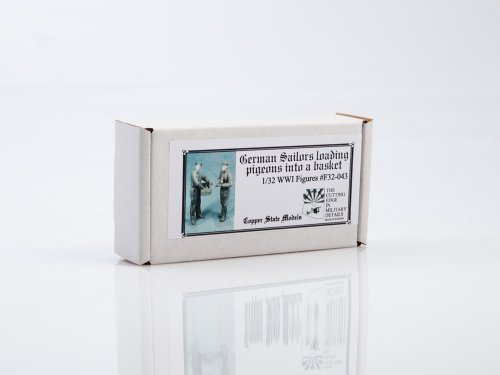 German Sailors loading
pigeons into a basket
1/32 WWI Figures #F32-043
Copper State Models
THE
CUTTING
EDGE
IN
MILITARY
DETAILS